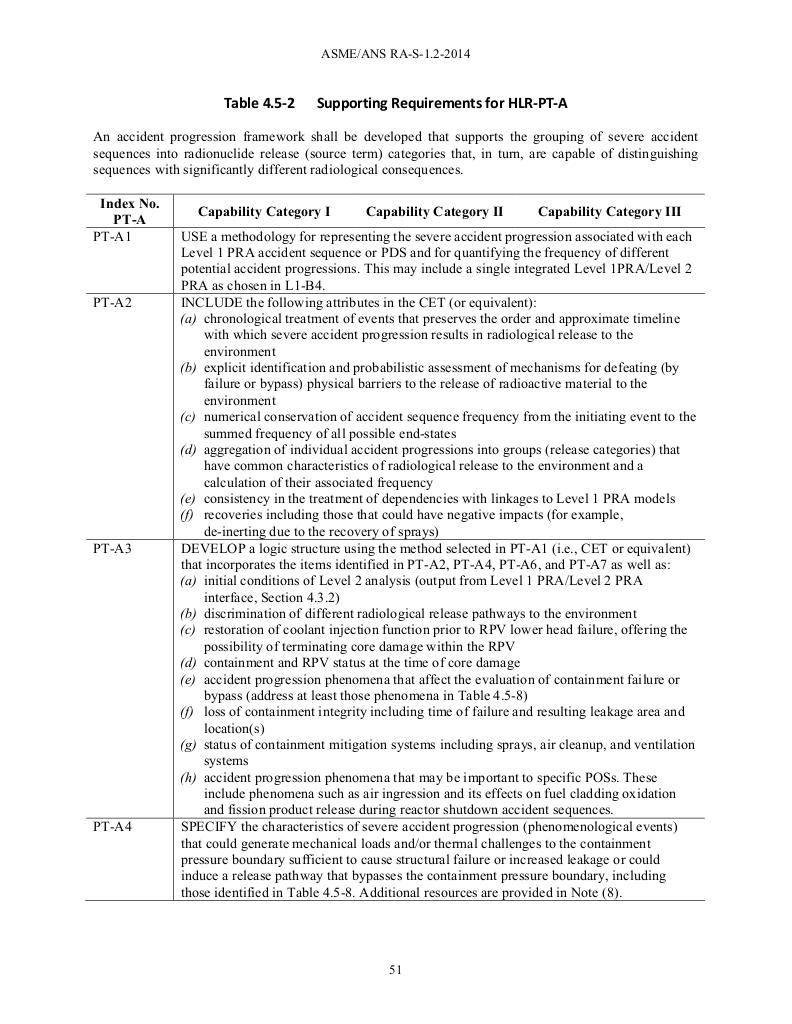 ASME/ANS RA-S-1.2-2014
Table 4.5-2 Supporting Requirements for HLR-PT-A
An accident progression framework shall be developed that supports the grouping of severe accident
sequences into radionuclide release (source term) categories that, in turn, are capable of distinguishing
sequences with significantly different radiological consequences.
Index No.
PT-A
Capability Category I Capability Category II Capability Category III
PT-A1
USE a methodology for representing the severe accident progression associated with each
Level 1 PRA accident sequence or PDS and for quantifying the frequency of different
potential accident progressions. This may include a single integrated Level 1PRA/Level 2
PRA as chosen in L1-B4.
PT-A2
INCLUDE the following attributes in the CET (or equivalent):
(a) chronological treatment of events that preserves the order and approximate timeline
with which severe accident progression results in radiological release to the
environment
(b) explicit identification and probabilistic assessment of mechanisms for defeating (by
failure or bypass) physical barriers to the release of radioactive material to the
environment
(c) numerical conservation of accident sequence frequency from the initiating event to the
summed frequency of all possible end-states
(d) aggregation of individual accident progressions into groups (release categories) that
have common characteristics of radiological release to the environment and a
calculation of their associated frequency
(e) consistency in the treatment of dependencies with linkages to Level 1 PRA models
(f) recoveries including those that could have negative impacts (for example,
de-inerting due to the recovery of sprays)
PT-A3
DEVELOP a logic structure using the method selected in PT-A1 (i.e., CET or equivalent)
that incorporates the items identified in PT-A2, PT-A4, PT-A6, and PT-A7 as well as:
(a) initial conditions of Level 2 analysis (output from Level 1 PRA/Level 2 PRA
interface, Section 4.3.2)
(b) discrimination of different radiological release pathways to the environment
(c) restoration of coolant injection function prior to RPV lower head failure, offering the
possibility of terminating core damage within the RPV
(d) containment and RPV status at the time of core damage
(e) accident progression phenomena that affect the evaluation of containment failure or
bypass (address at least those phenomena in Table 4.5-8)
(f) loss of containment integrity including time of failure and resulting leakage area and
location(s)
(g) status of containment mitigation systems including sprays, air cleanup, and ventilation
systems
(h) accident progression phenomena that may be important to specific POSs. These
include phenomena such as air ingression and its effects on fuel cladding oxidation
and fission product release during reactor shutdown accident sequences.
PT-A4
SPECIFY the characteristics of severe accident progression (phenomenological events)
that could generate mechanical loads and/or thermal challenges to the containment
pressure boundary sufficient to cause structural failure or increased leakage or could
induce a release pathway that bypasses the containment pressure boundary, including
those identified in Table 4.5-8. Additional resources are provided in Note (8).
51